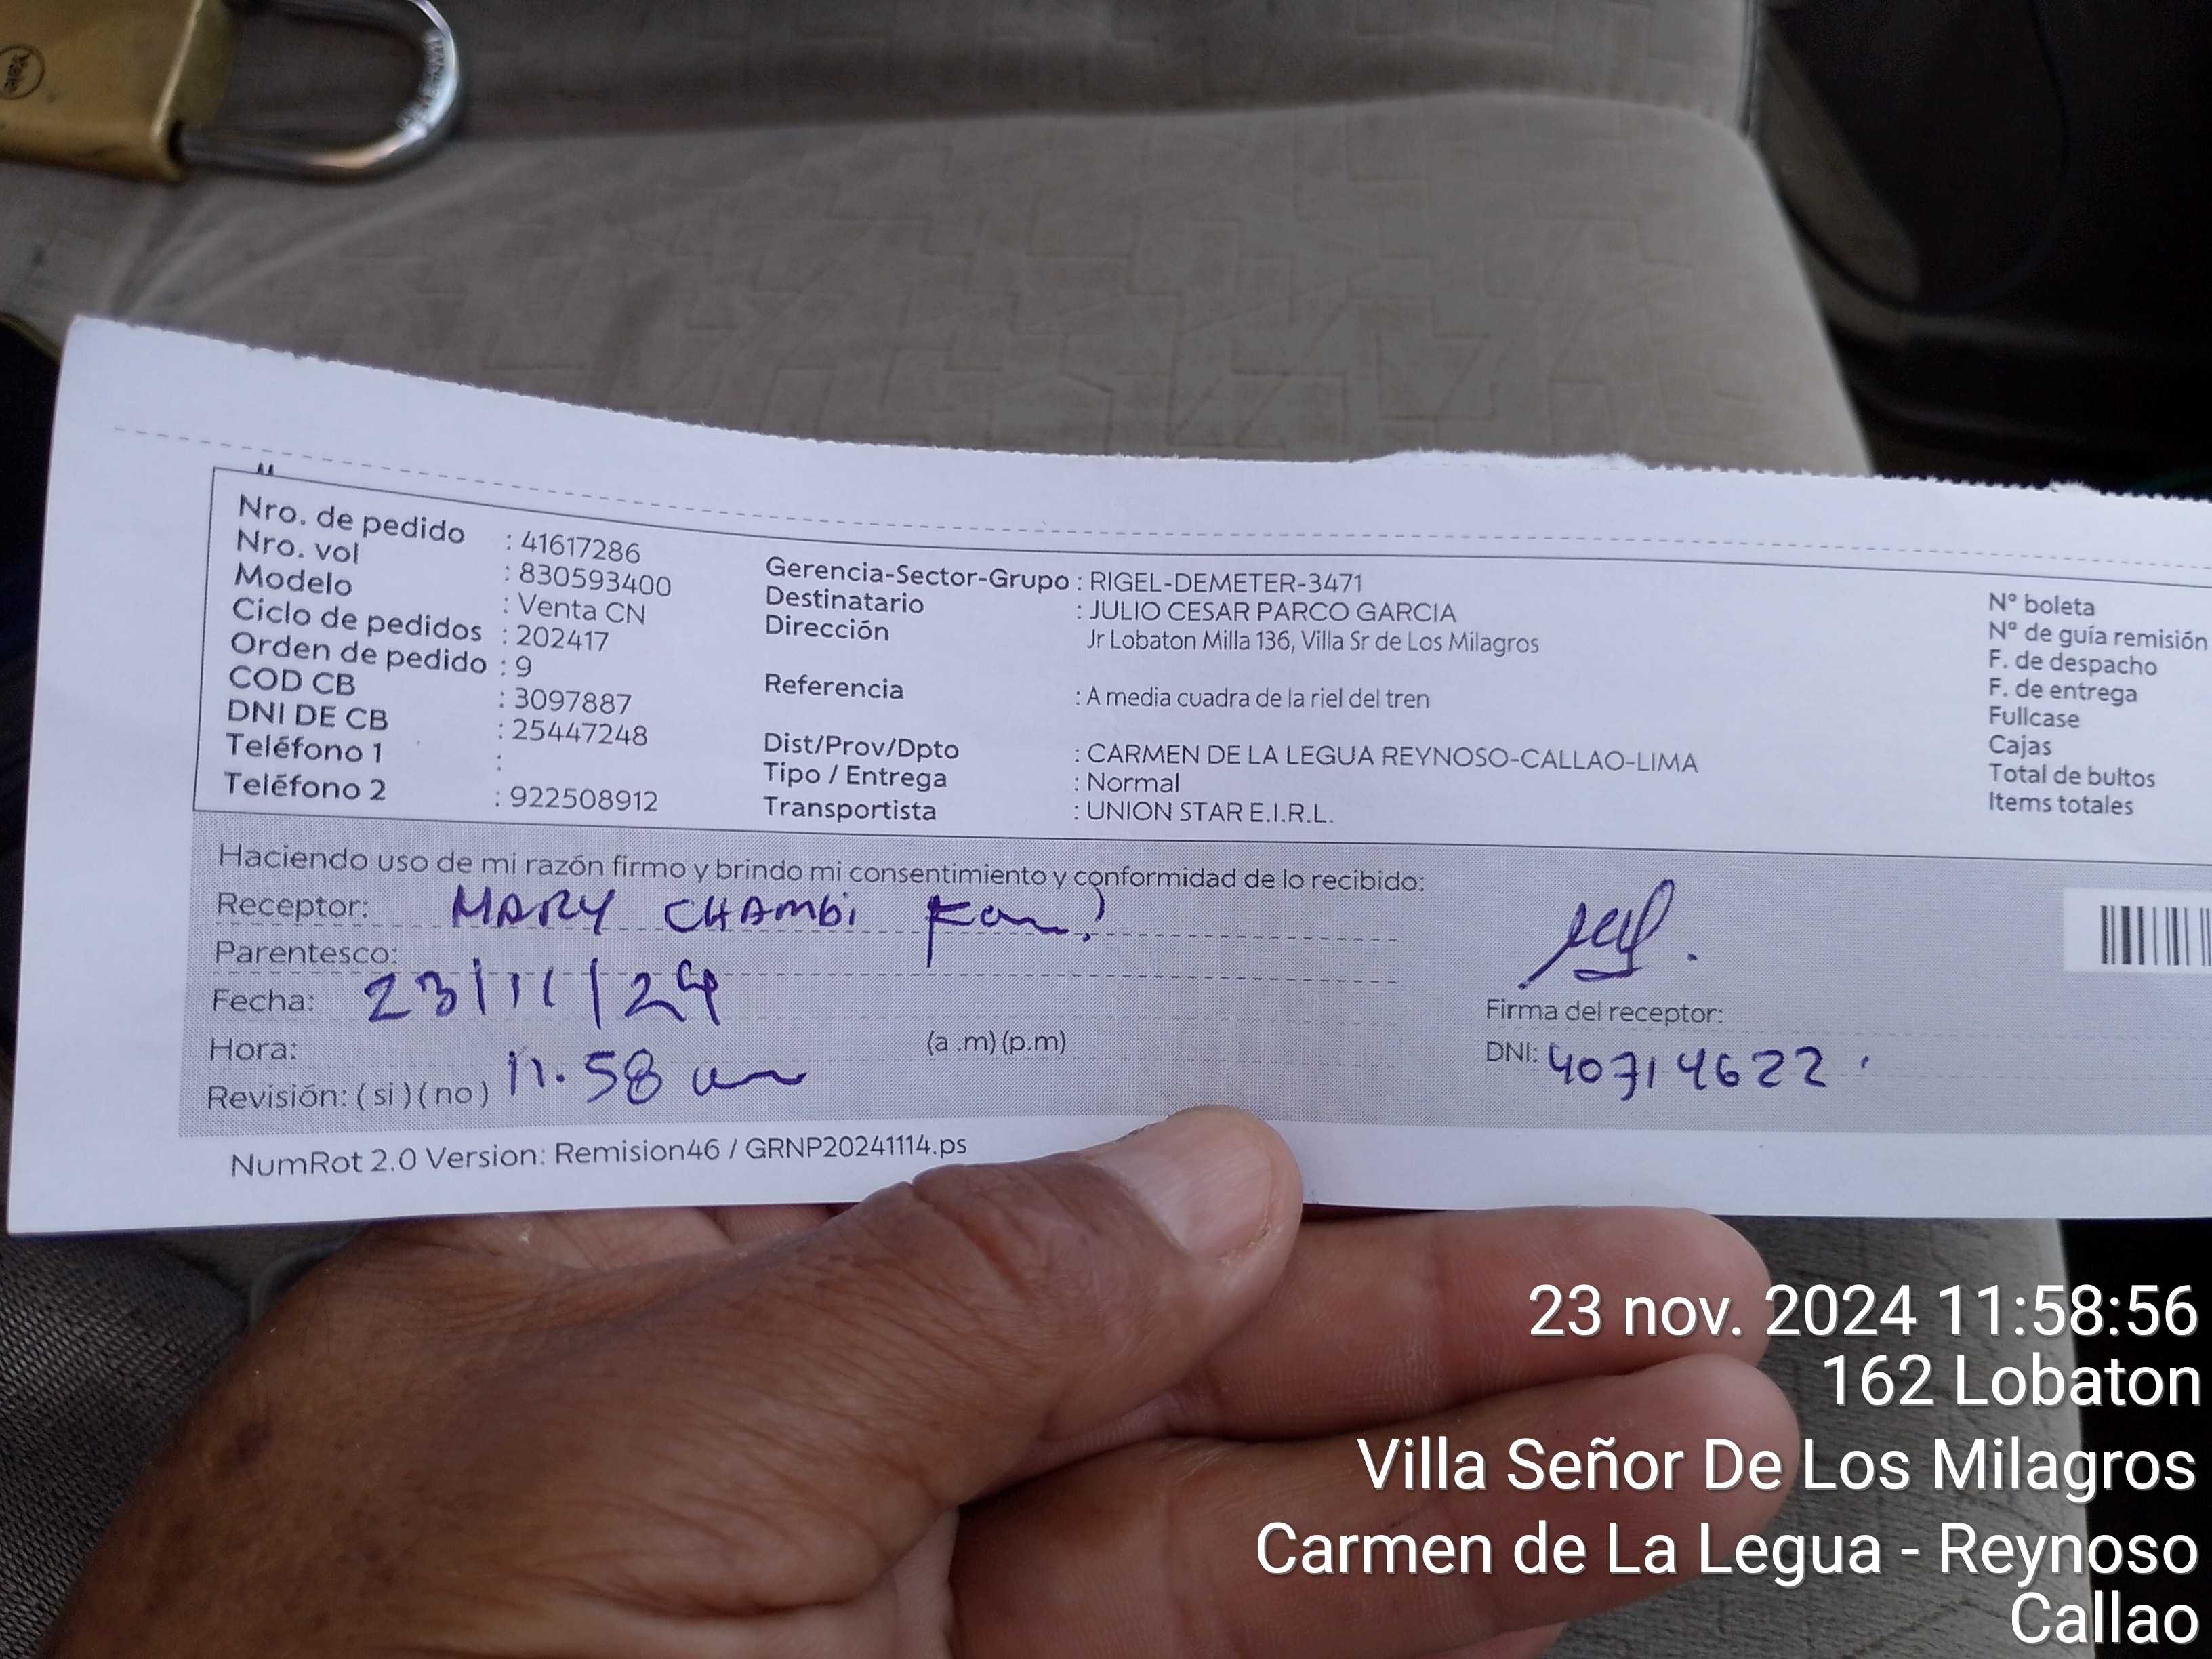 Yale
Nro. de pedido : 41617286
Nro. vol : 830593400
Modelo : Venta CN
Ciclo de pedidos : 202417
Orden de pedido : 9
COD CB : 3097887
DNI DE CB : 25447248
Teléfono 1 :
Teléfono 2 : 922508912
Gerencia-Sector-Grupo : RIGEL-DEMETER-3471
Destinatario : JULIO CESAR PARCO GARCIA
Dirección Jr Lobaton Milla 136, Villa Sr de Los Milagros
Referencia : A media cuadra de la riel del tren
Dist/Prov/Dpto : CARMEN DE LA LEGUA REYNOSO-CALLAO-LIMA
Tipo / Entrega : Normal
Transportista : UNION STAR E.I.R.L.
N° boleta
N° de guía remisión
F. de despacho
F. de entrega
Fullcase
Cajas
Total de bultos
Items totales
Haciendo uso de mi razón firmo y brindo mi consentimiento y conformidad de lo recibido:
Receptor: MARY CHAMBi
Parentesco:
Fecha: 23/11/24
Hora: (a .m) (p.m)
11.58 am
Revisión: ( si ) ( no )
Firma del receptor:
DNI: 40714622
NumRot 2.0 Version: Remision46 / GRNP20241114.ps
23 nov. 2024 11:58:56
162 Lobaton
Villa Señor De Los Milagros
Carmen de La Legua - Reynoso
Callao